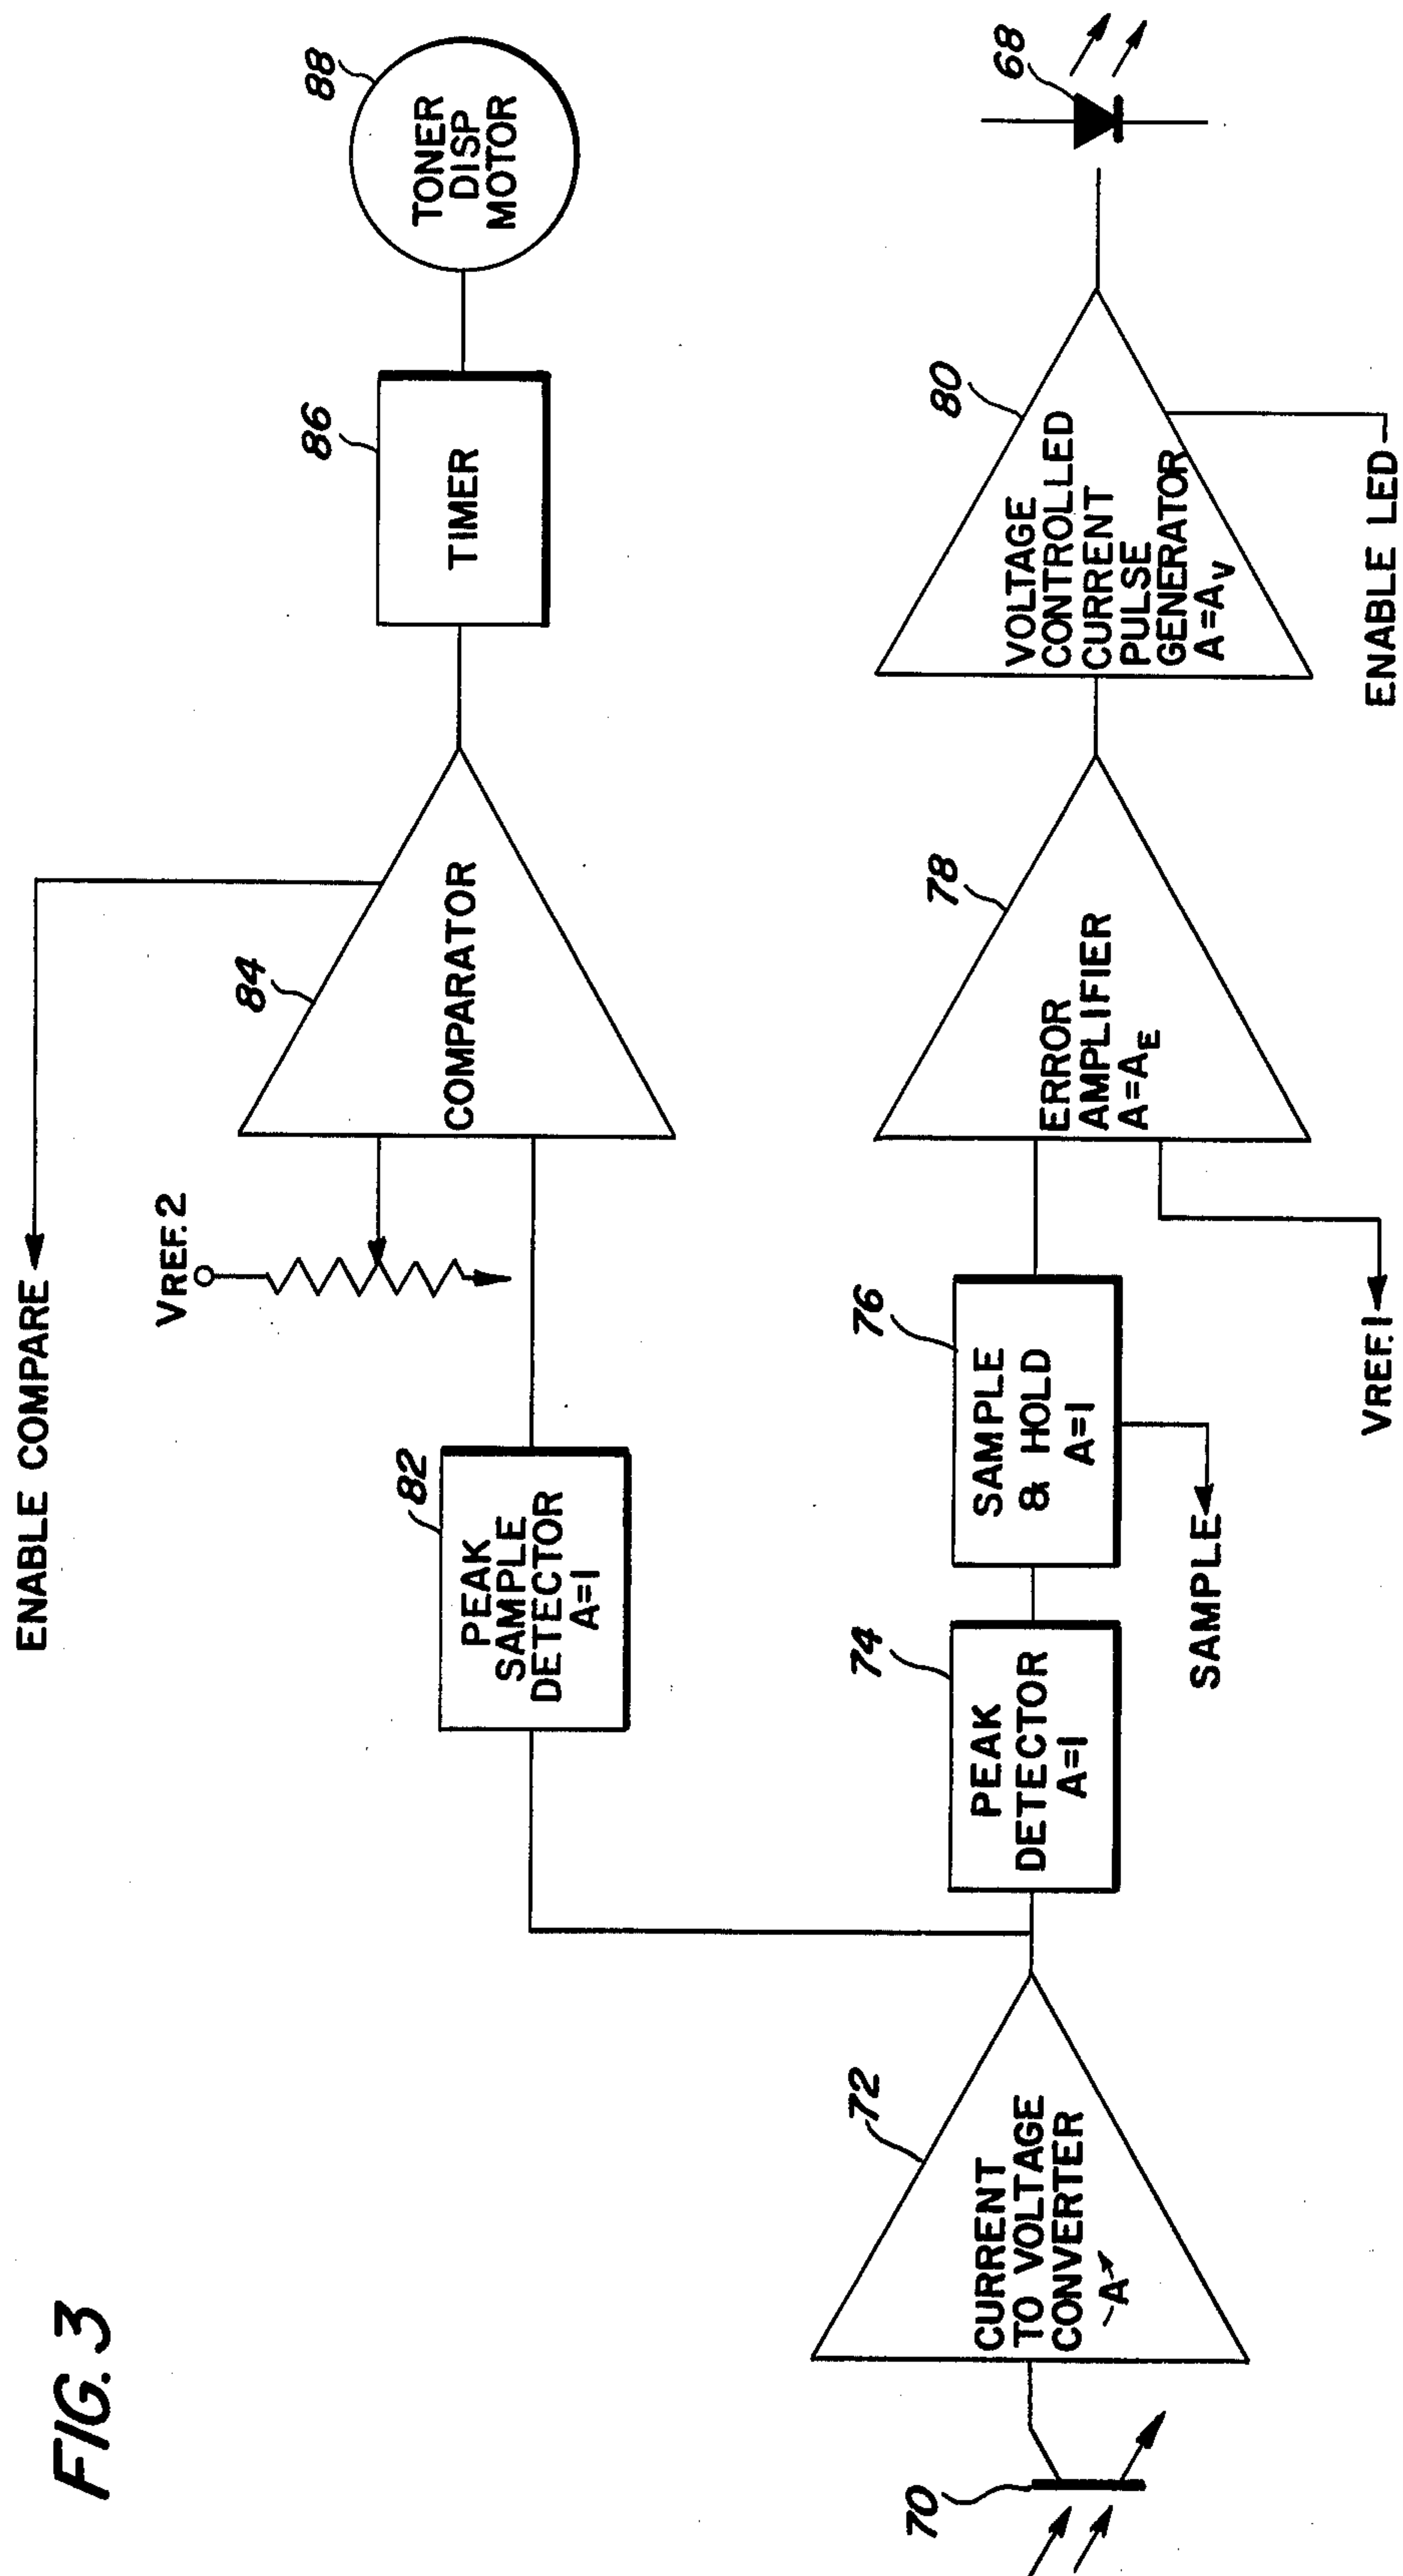 FIG. 3
ENABLE COMPARE
VREF.2
84
COMPARATOR
86
TIMER
88
TONER
DISP
MOTOR
82
PEAK
SAMPLE
DETECTOR
A=1
70
72
CURRENT
TO VOLTAGE
CONVERTER
A
74
PEAK
DETECTOR
A=1
76
SAMPLE
& HOLD
A=1
SAMPLE
VREF.1
78
ERROR
AMPLIFIER
A=AE
80
VOLTAGE
CONTROLLED
CURRENT
PULSE
GENERATOR
A=AV
ENABLE LED
68